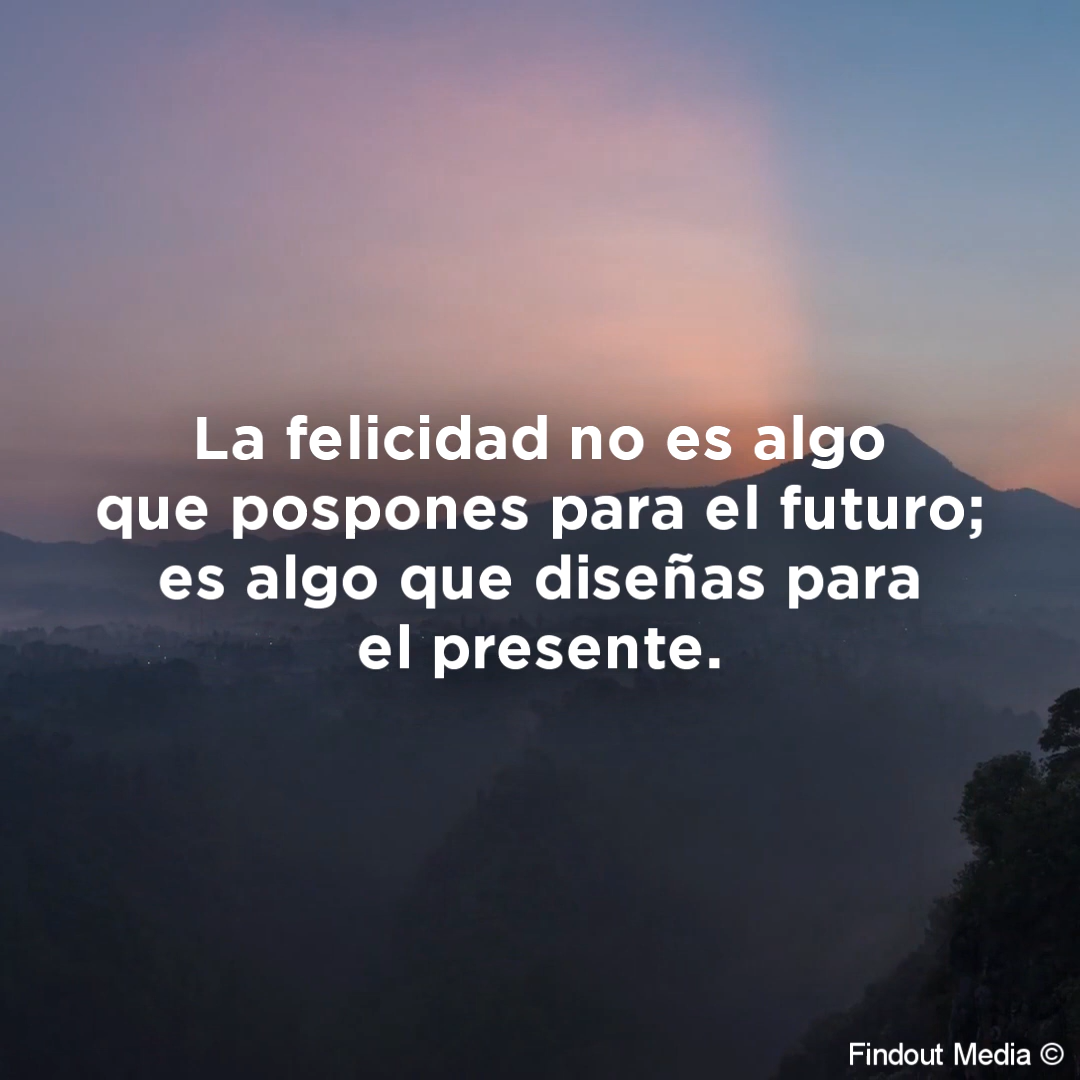 La felicidad no es algo
que pospones para el futuro;
es algo que diseñas para
el presente.
Findout Media ©